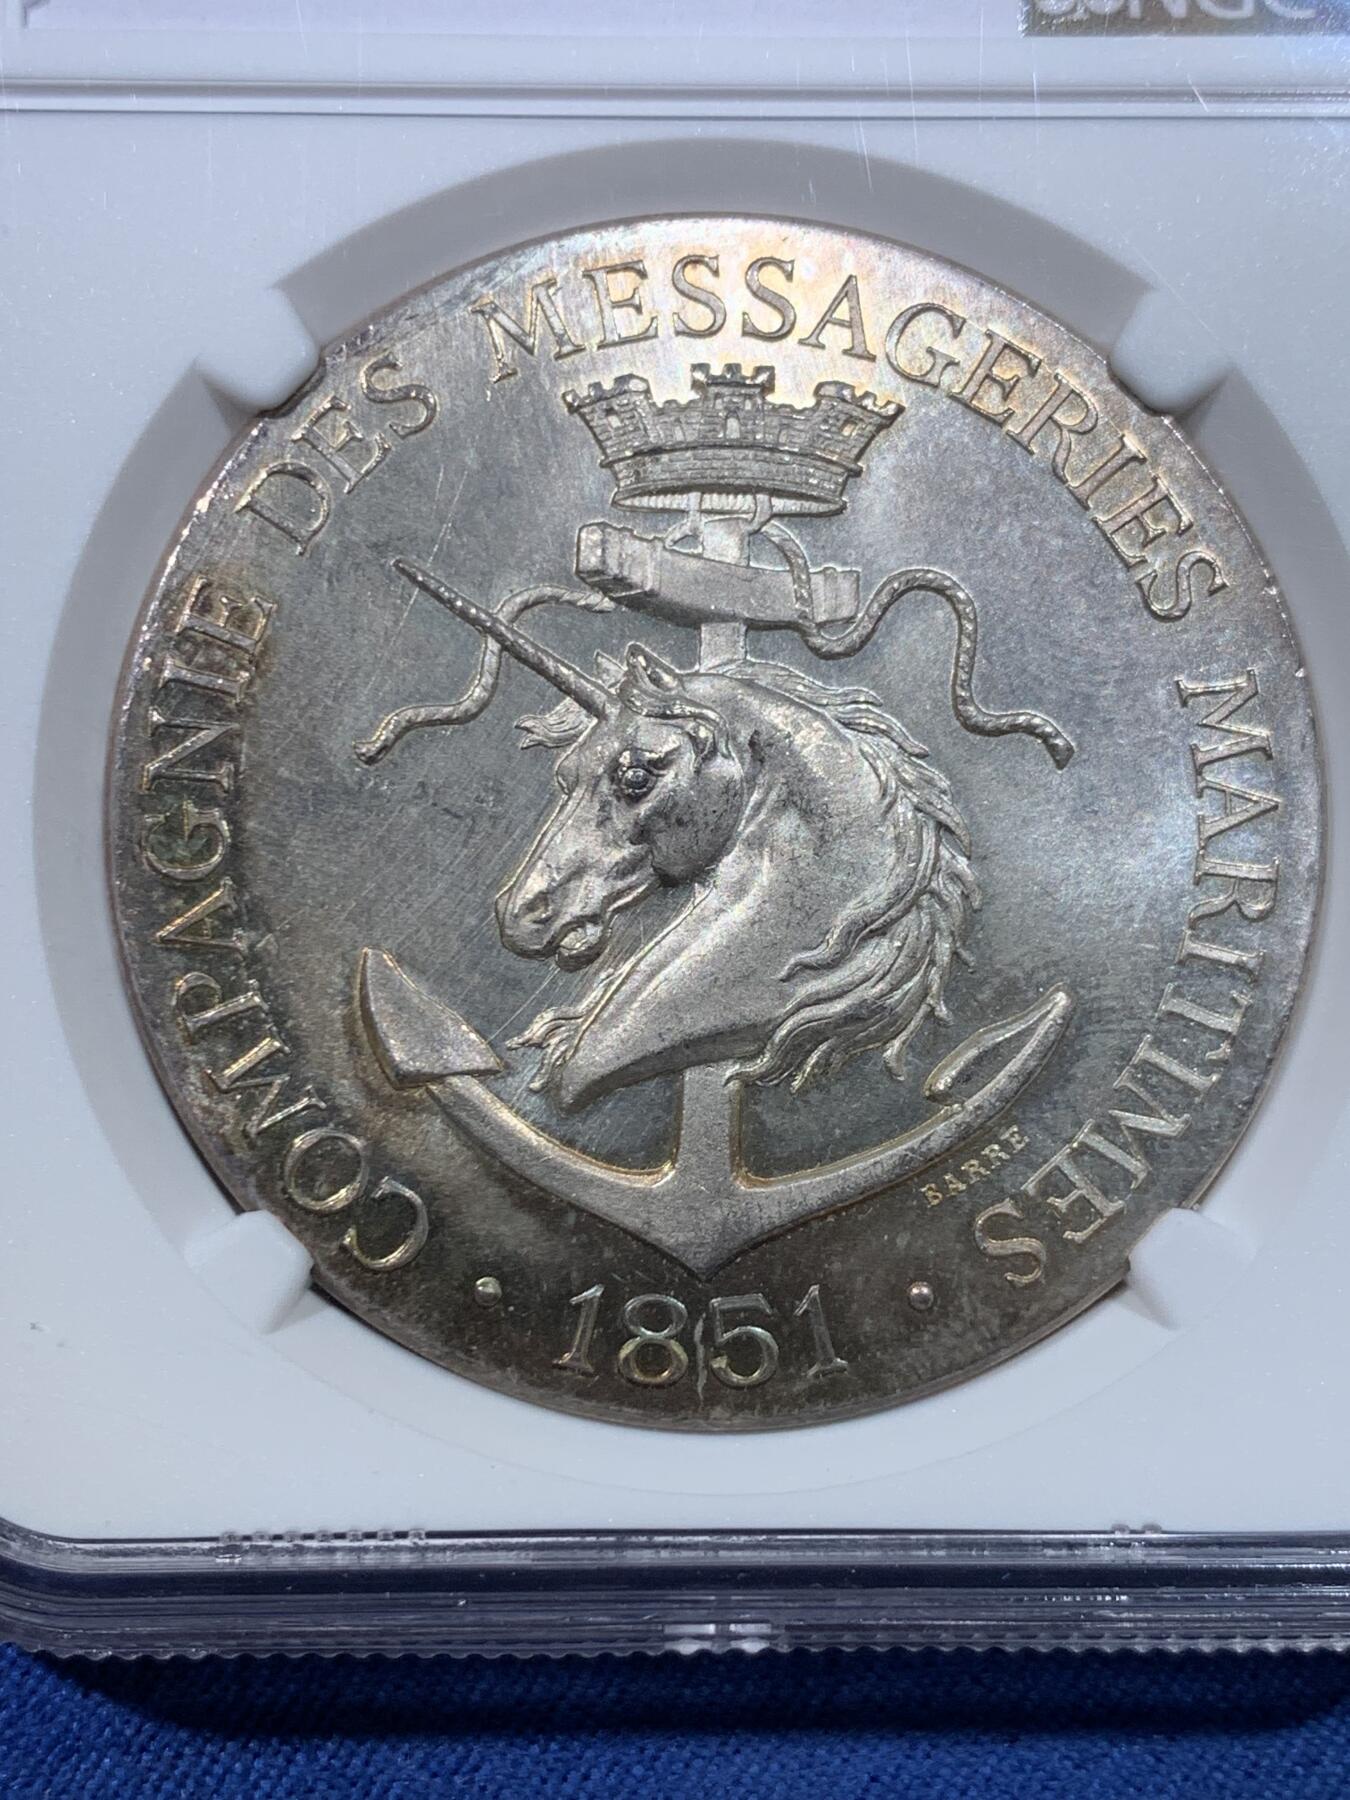 COMPAGNIE DES MESSAGERIES MARITIMES
BARRE
· 1851 ·